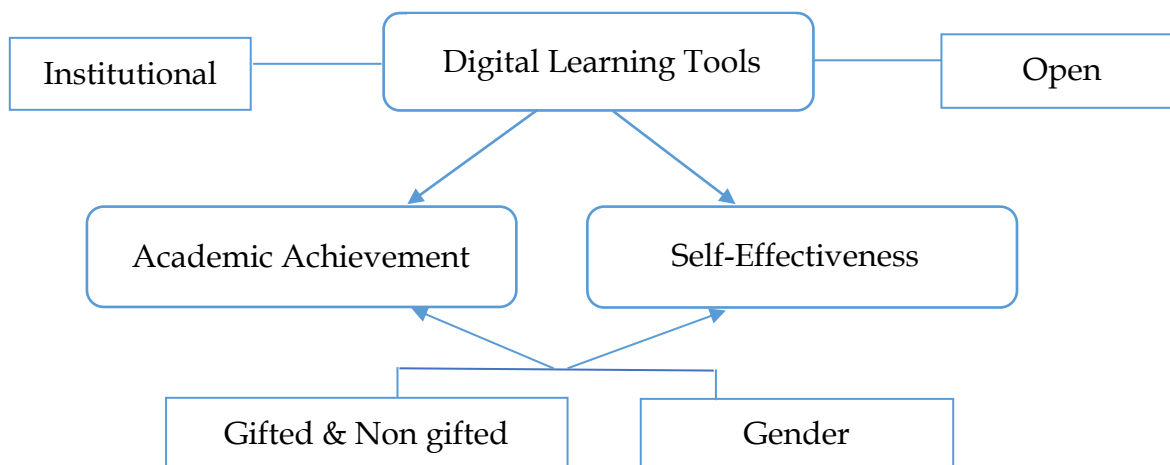 Institutional
Digital Learning Tools
Open
Academic Achievement
Self-Effectiveness
Gifted & Non gifted
Gender